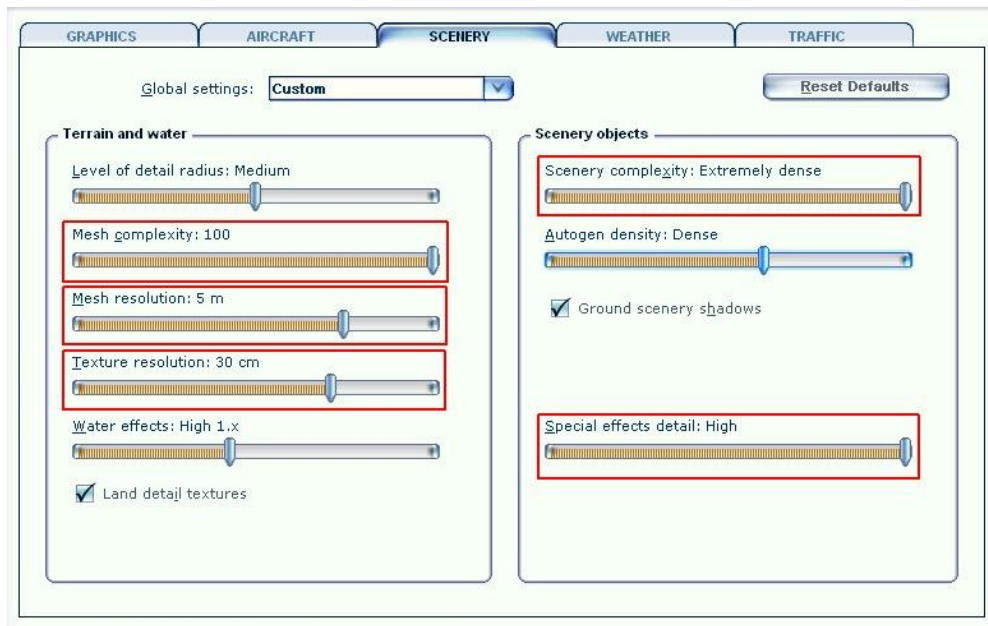 GRAPHICS AIRCRAFT SCENERY WEATHER TRAFFIC
Global settings: Custom Reset Defaults
Terrain and water
Level of detail radius: Medium
Mesh complexity: 100
Mesh resolution: 5 m
Texture resolution: 30 cm
Water effects: High 1.x
Land detail textures
Scenery objects
Scenery complexity: Extremely dense
Autogen density: Dense
Ground scenery shadows
Special effects detail: High